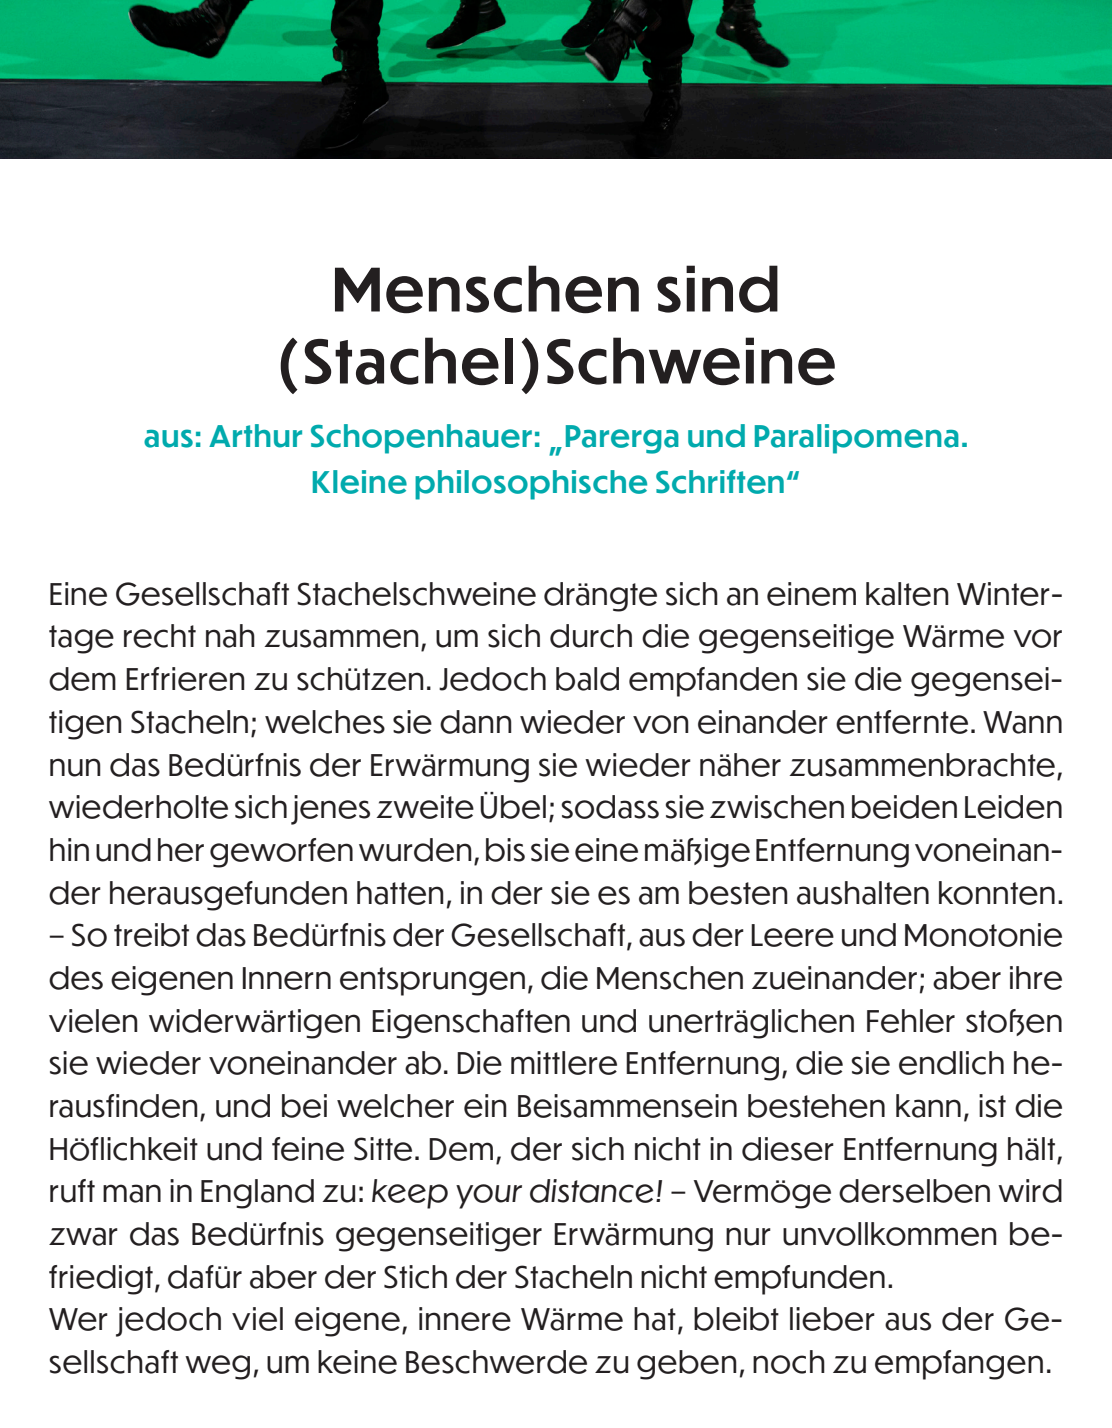 Menschen sind
(Stachel)Schweine
aus: Arthur Schopenhauer: „Parerga und Paralipomena.
Kleine philosophische Schriften“
Eine Gesellschaft Stachelschweine drängte sich an einem kalten Winter-
tage recht nah zusammen, um sich durch die gegenseitige Wärme vor
dem Erfrieren zu schützen. Jedoch bald empfanden sie die gegensei-
tigen Stacheln; welches sie dann wieder von einander entfernte. Wann
nun das Bedürfnis der Erwärmung sie wieder näher zusammenbrachte,
wiederholte sich jenes zweite Übel; sodass sie zwischen beiden Leiden
hin und her geworfen wurden, bis sie eine mäßige Entfernung voneinan-
der herausgefunden hatten, in der sie es am besten aushalten konnten.
– So treibt das Bedürfnis der Gesellschaft, aus der Leere und Monotonie
des eigenen Innern entsprungen, die Menschen zueinander; aber ihre
vielen widerwärtigen Eigenschaften und unerträglichen Fehler stoßen
sie wieder voneinander ab. Die mittlere Entfernung, die sie endlich he-
rausfinden, und bei welcher ein Beisammensein bestehen kann, ist die
Höflichkeit und feine Sitte. Dem, der sich nicht in dieser Entfernung hält,
ruft man in England zu: keep your distance! – Vermöge derselben wird
zwar das Bedürfnis gegenseitiger Erwärmung nur unvollkommen be-
friedigt, dafür aber der Stich der Stacheln nicht empfunden.
Wer jedoch viel eigene, innere Wärme hat, bleibt lieber aus der Ge-
sellschaft weg, um keine Beschwerde zu geben, noch zu empfangen.